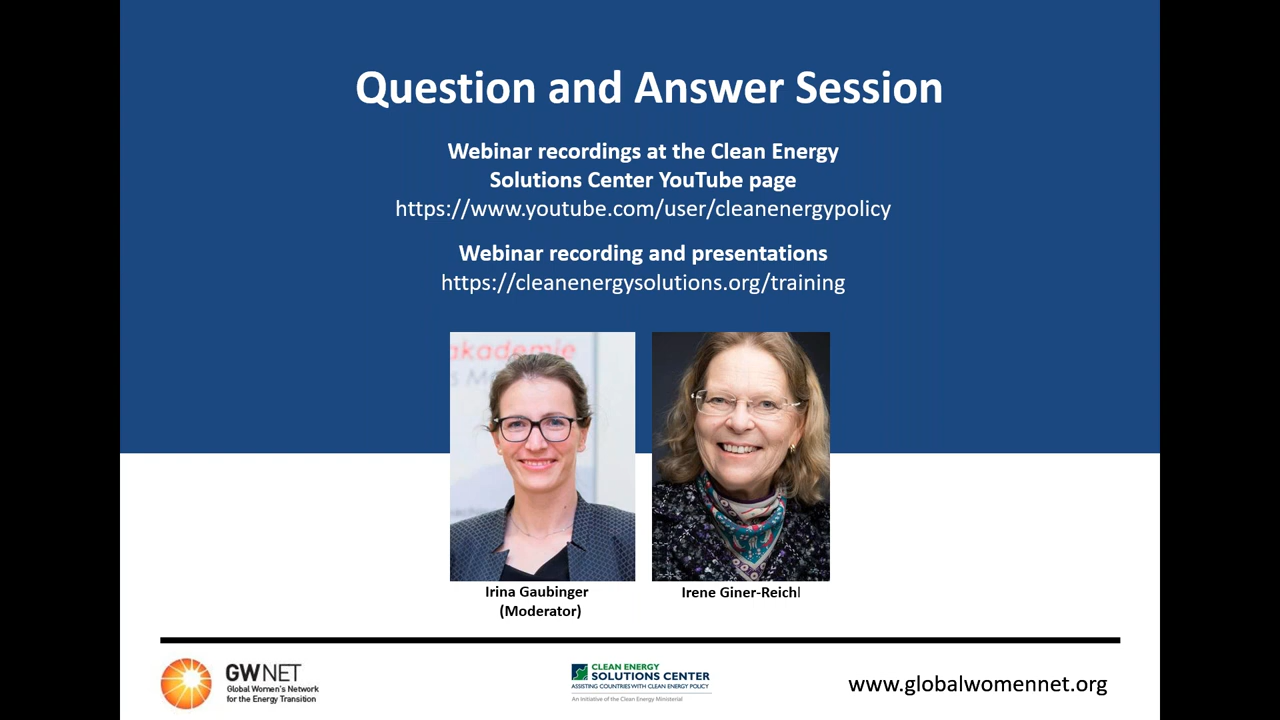 Question and Answer Session
Webinar recordings at the Clean Energy
Solutions Center YouTube page
https://www.youtube.com/user/cleanenergypolicy
Webinar recording and presentations
https://cleanenergysolutions.org/training
akademie
Irina Gaubinger
(Moderator)
Irene Giner-Reichl
GWNET
Global Women's Network
for the Energy Transition
CLEAN ENERGY
SOLUTIONS CENTER
ASSISTING COUNTRIES WITH CLEAN ENERGY POLICY
An Initiative of the Clean Energy Ministerial
www.globalwomennet.org